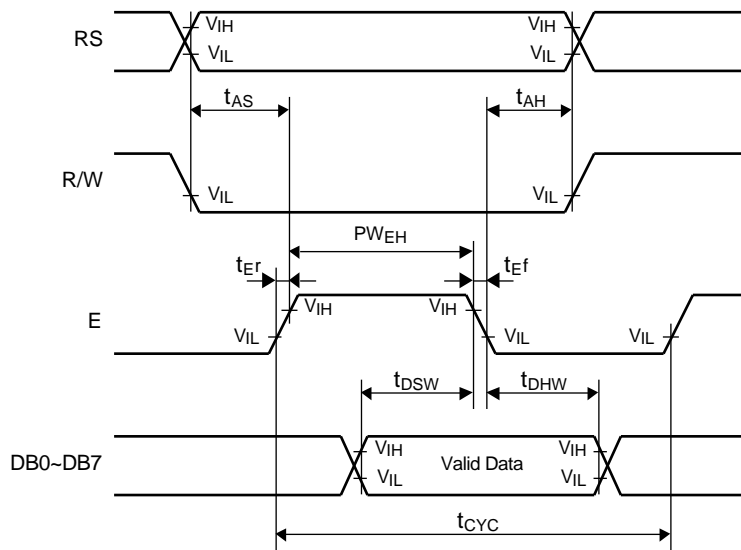 RS
VIH
VIH
VIL
VIL
tAS
tAH
R/W
VIL
VIL
PWEH
tEr
tEf
E
VIH
VIH
VIL
VIL
VIL
tDSW
tDHW
DB0~DB7
VIH
Valid Data
VIH
VIL
VIL
tCYC